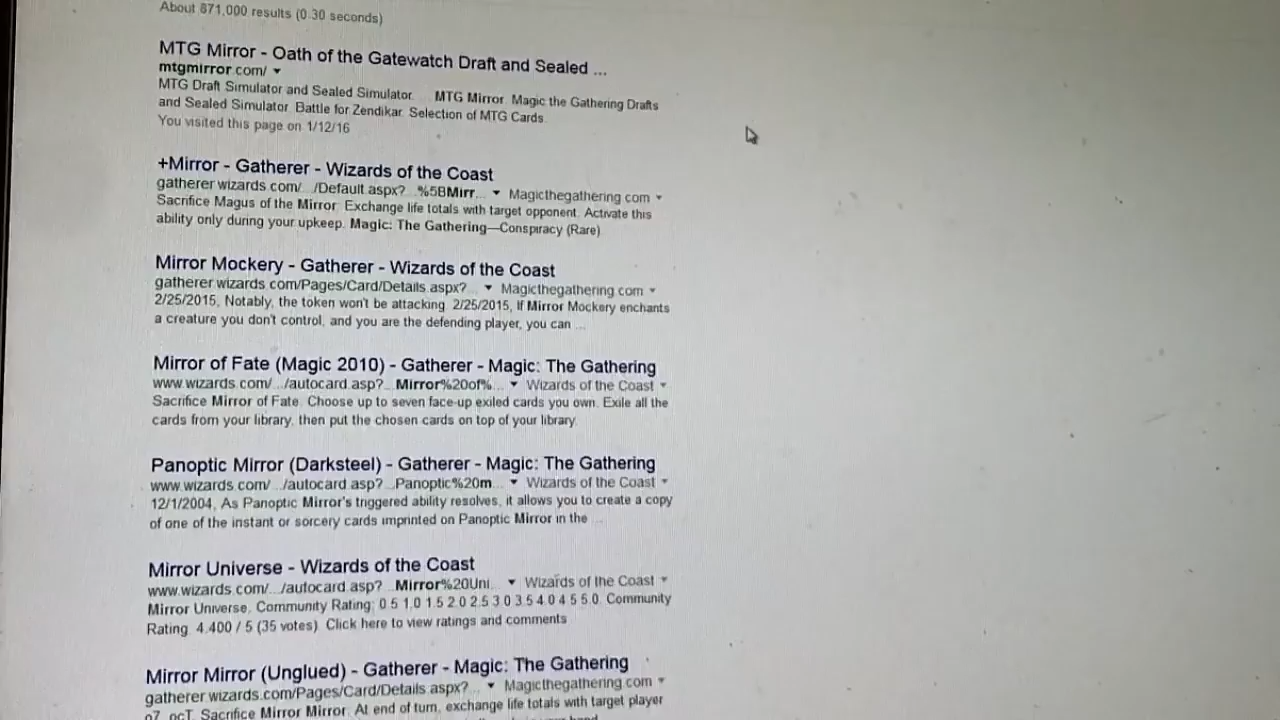 About 871,000 results (0.30 seconds)
MTG Mirror - Oath of the Gatewatch Draft and Sealed ...
mtgmirror.com/
MTG Draft Simulator and Sealed Simulator. MTG Mirror. Magic the Gathering Drafts
and Sealed Simulator. Battle for Zendikar. Selection of MTG Cards.
You visited this page on 1/12/16
+Mirror - Gatherer - Wizards of the Coast
gatherer.wizards.com/.../Default.aspx?...%5BMirr... Magicthegathering.com
Sacrifice Magus of the Mirror: Exchange life totals with target opponent. Activate this
ability only during your upkeep. Magic: The Gathering—Conspiracy (Rare)
Mirror Mockery - Gatherer - Wizards of the Coast
gatherer.wizards.com/Pages/Card/Details.aspx?... Magicthegathering.com
2/25/2015, Notably, the token won't be attacking. 2/25/2015, If Mirror Mockery enchants
a creature you don't control, and you are the defending player, you can ...
Mirror of Fate (Magic 2010) - Gatherer - Magic: The Gathering
www.wizards.com/.../autocard.asp?...Mirror%20of%... Wizards of the Coast
Sacrifice Mirror of Fate: Choose up to seven face-up exiled cards you own. Exile all the
cards from your library, then put the chosen cards on top of your library.
Panoptic Mirror (Darksteel) - Gatherer - Magic: The Gathering
www.wizards.com/.../autocard.asp?...Panoptic%20m... Wizards of the Coast
12/1/2004, As Panoptic Mirror's triggered ability resolves, it allows you to create a copy
of one of the instant or sorcery cards imprinted on Panoptic Mirror in the ...
Mirror Universe - Wizards of the Coast
www.wizards.com/.../autocard.asp?...Mirror%20Uni... Wizards of the Coast
Mirror Universe, Community Rating: 0.5 1.0 1.5 2.0 2.5 3.0 3.5 4.0 4.5 5.0. Community
Rating: 4.400 / 5 (35 votes). Click here to view ratings and comments
Mirror Mirror (Unglued) - Gatherer - Magic: The Gathering
gatherer.wizards.com/Pages/Card/Details.aspx?... Magicthegathering.com
o7, ocT, Sacrifice Mirror Mirror: At end of turn, exchange life totals with target player